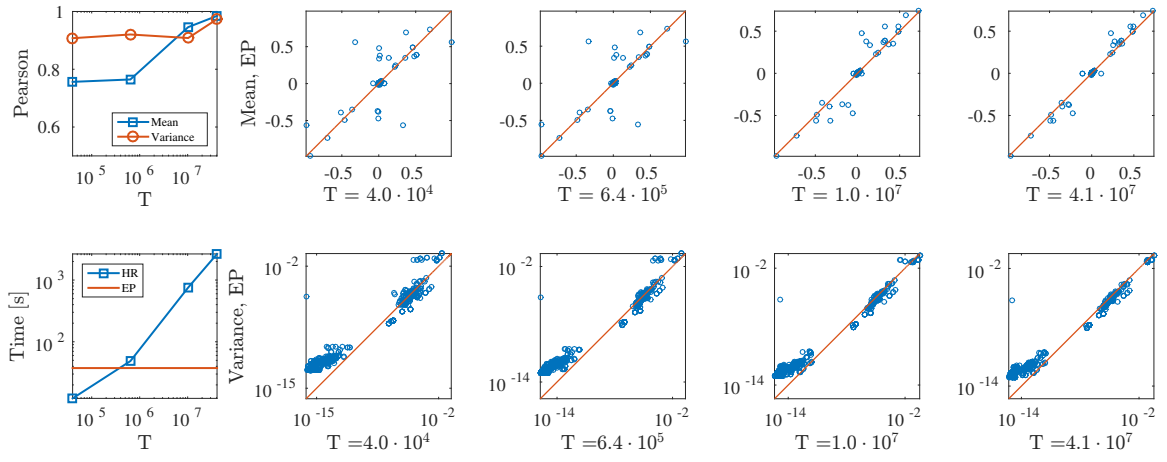 Pearson
1
0.8
0.6
Mean
Variance
10^5 10^6 10^7
T
Mean, EP
0.5
0
-0.5
-0.5 0 0.5
T = 4.0 · 10^4
0.5
0
-0.5
-0.5 0 0.5
T = 6.4 · 10^5
0.5
0
-0.5
-0.5 0 0.5
T = 1.0 · 10^7
0.5
0
-0.5
-0.5 0 0.5
T = 4.1 · 10^7
Time [s]
10^3
10^2
HR
EP
10^5 10^6 10^7
T
Variance, EP
10^-2
10^-15
10^-15 10^-2
T =4.0 · 10^4
10^-2
10^-14
10^-14 10^-2
T =6.4 · 10^5
10^-2
10^-14
10^-14 10^-2
T =1.0 · 10^7
10^-2
10^-14
10^-14 10^-2
T =4.1 · 10^7